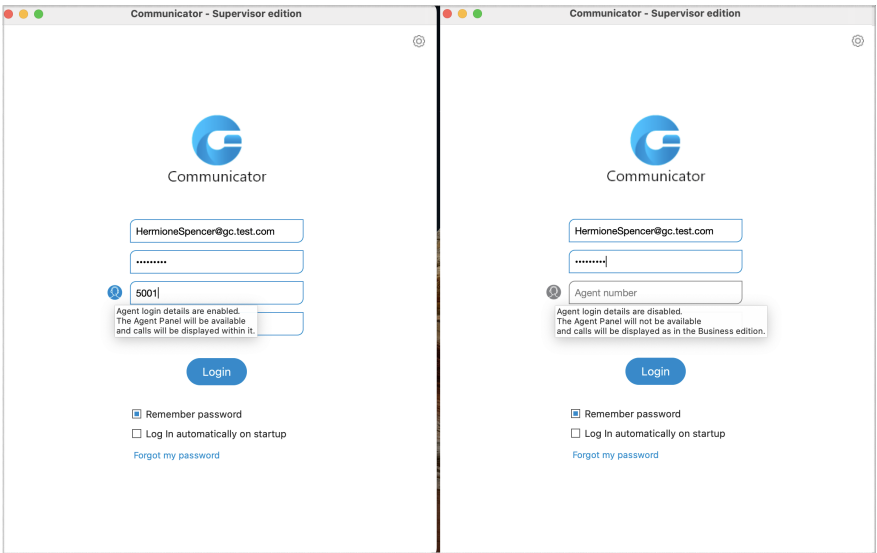 Communicator - Supervisor edition
Communicator
HermioneSpencer@gc.test.com
•••••••••
5001
Agent login details are enabled.
The Agent Panel will be available
and calls will be displayed within it.
Login
Remember password
Log In automatically on startup
Forgot my password
Communicator - Supervisor edition
Communicator
HermioneSpencer@gc.test.com
•••••••••
Agent number
Agent login details are disabled.
The Agent Panel will not be available
and calls will be displayed as in the Business edition.
Login
Remember password
Log In automatically on startup
Forgot my password